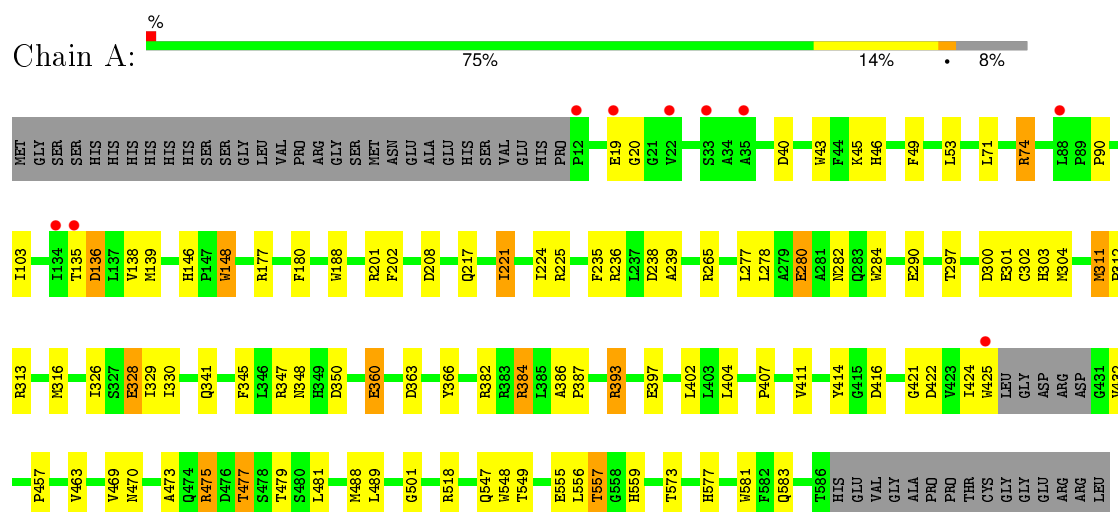 %
Chain A:
75% 14% • 8%
MET GLY SER SER HIS HIS HIS HIS HIS HIS SER SER GLY LEU VAL PRO ARG GLY SER MET ASN GLU ALA GLU HIS SER VAL GLU HIS PRO P12 E19 G20 G21 V22 S33 A34 A35 D40 W43 F44 K45 H46 F49 L53 L71 R74 L88 P89 P90
I103 I134 T135 D136 L137 V138 M139 H146 P147 W148 R177 F180 W188 R201 F202 D208 Q217 I221 I224 R225 F235 R236 L237 D238 A239 R265 L277 L278 A279 E280 A281 N282 Q283 W284 E290 T297 D300 E301 C302 H303 M304 M311 P312
R313 M316 I326 S327 E328 I329 I330 Q341 F345 L346 R347 N348 H349 D350 E360 D363 Y366 R382 R383 R384 L385 A386 P387 R393 E397 L402 L403 L404 P407 V411 Y414 G415 D416 G421 D422 V423 I424 W425 LEU GLY ASP ARG ASP G431 V432
P457 V463 V469 N470 A473 Q474 R475 D476 T477 S478 T479 S480 L481 M488 L489 G501 R518 Q547 W548 T549 E555 L556 T557 G558 H559 T573 H577 W581 F582 Q583 T586 HIS GLU VAL GLY ALA PRO PRO THR CYS GLY GLY GLU ARG ARG LEU